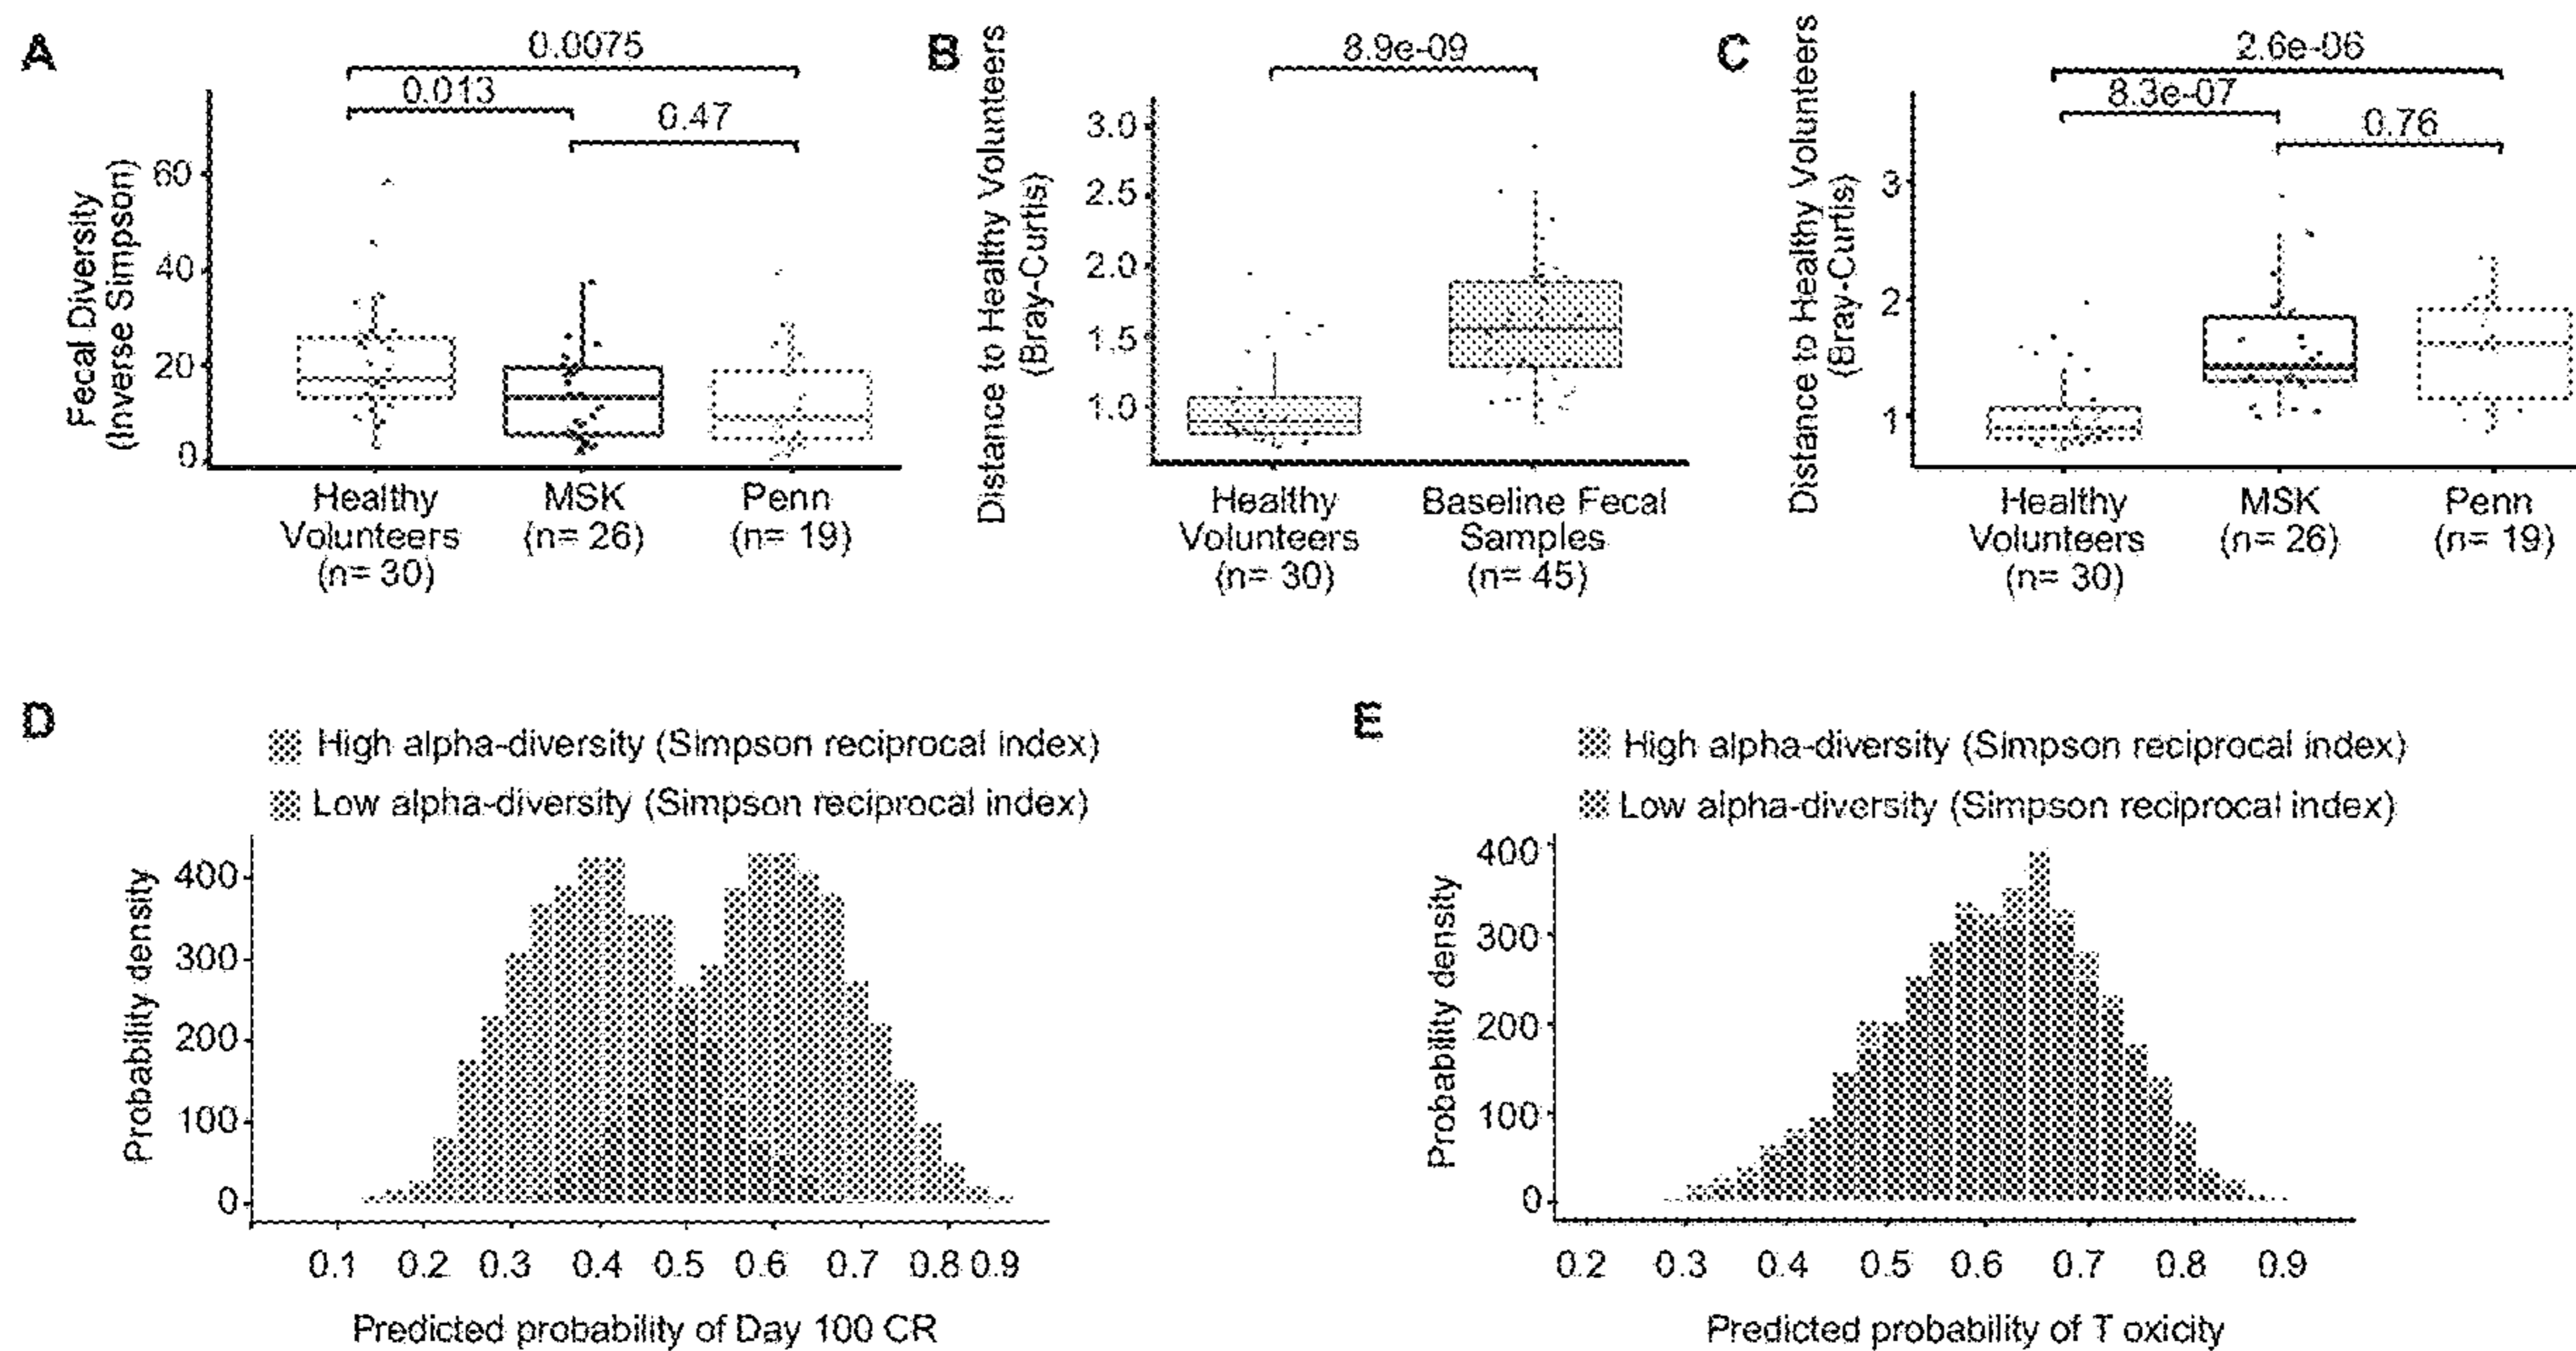 A
0.0075
0.013
0.47
Fecal Diversity
(Inverse Simpson)
60
40
20
0
Healthy
Volunteers
(n= 30)
MSK
(n= 26)
Penn
(n= 19)
B
8.9e-09
Distance to Healthy Volunteers
(Bray-Curtis)
3.0
2.5
2.0
1.5
1.0
Healthy
Volunteers
(n= 30)
Baseline Fecal
Samples
(n= 45)
C
2.6e-06
8.3e-07
0.76
Distance to Healthy Volunteers
(Bray-Curtis)
3
2
1
Healthy
Volunteers
(n= 30)
MSK
(n= 26)
Penn
(n= 19)
D
High alpha-diversity (Simpson reciprocal index)
Low alpha-diversity (Simpson reciprocal index)
Probability density
400
300
200
100
0
0.1 0.2 0.3 0.4 0.5 0.6 0.7 0.8 0.9
Predicted probability of Day 100 CR
E
High alpha-diversity (Simpson reciprocal index)
Low alpha-diversity (Simpson reciprocal index)
Probability density
400
300
200
100
0
0.2 0.3 0.4 0.5 0.6 0.7 0.8 0.9
Predicted probability of T oxicity